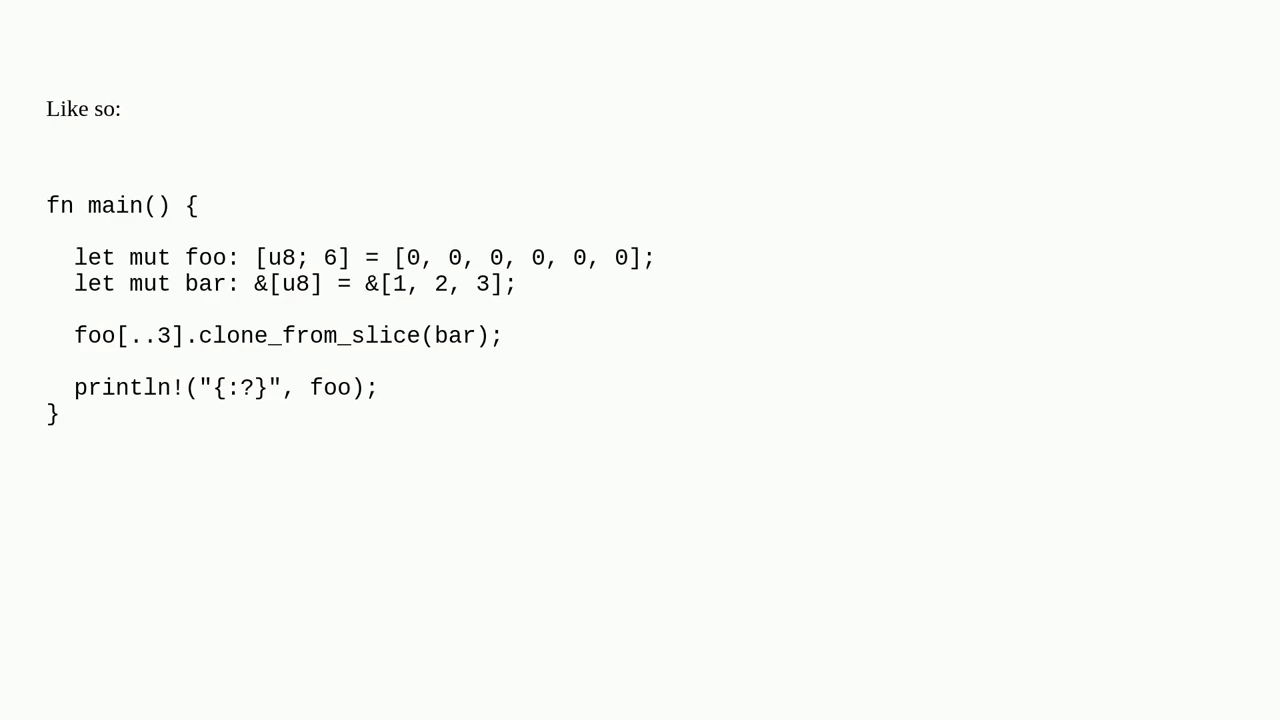 Like so:
fn main() {
  let mut foo: [u8; 6] = [0, 0, 0, 0, 0, 0];
  let mut bar: &[u8] = &[1, 2, 3];
  foo[..3].clone_from_slice(bar);
  println!("{:?}", foo);
}